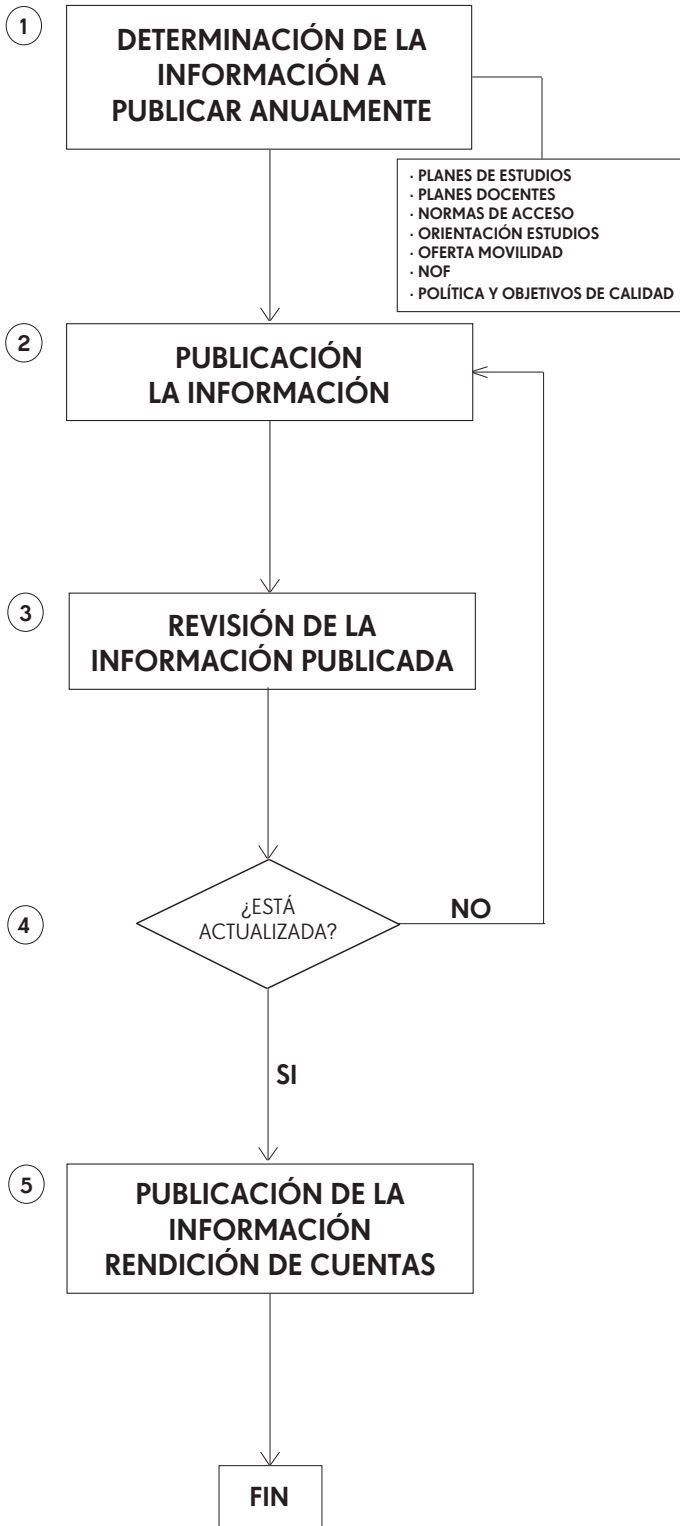 1
DETERMINACIÓN DE LA
INFORMACIÓN A
PUBLICAR ANUALMENTE
· PLANES DE ESTUDIOS
· PLANES DOCENTES
· NORMAS DE ACCESO
· ORIENTACIÓN ESTUDIOS
· OFERTA MOVILIDAD
· NOF
· POLÍTICA Y OBJETIVOS DE CALIDAD
2
PUBLICACIÓN
LA INFORMACIÓN
3
REVISIÓN DE LA
INFORMACIÓN PUBLICADA
4
¿ESTÁ
ACTUALIZADA?
NO
SI
5
PUBLICACIÓN DE LA
INFORMACIÓN
RENDICIÓN DE CUENTAS
FIN